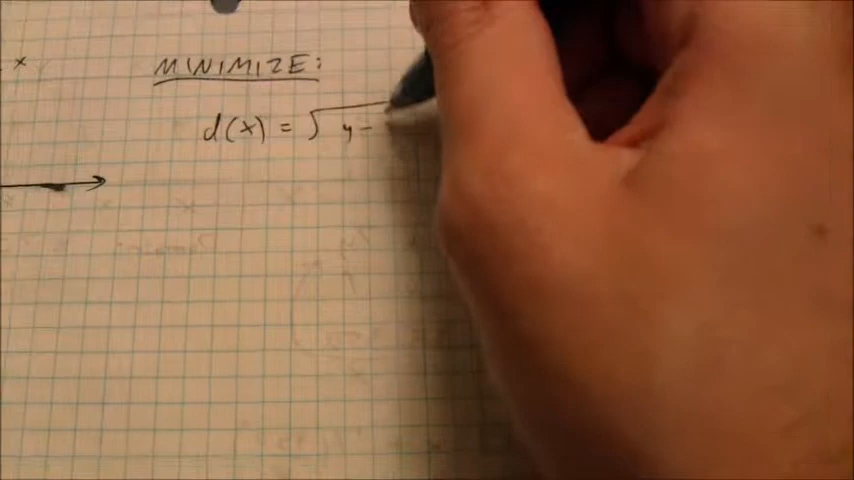 x
MINIMIZE:
d(x) = √ y -